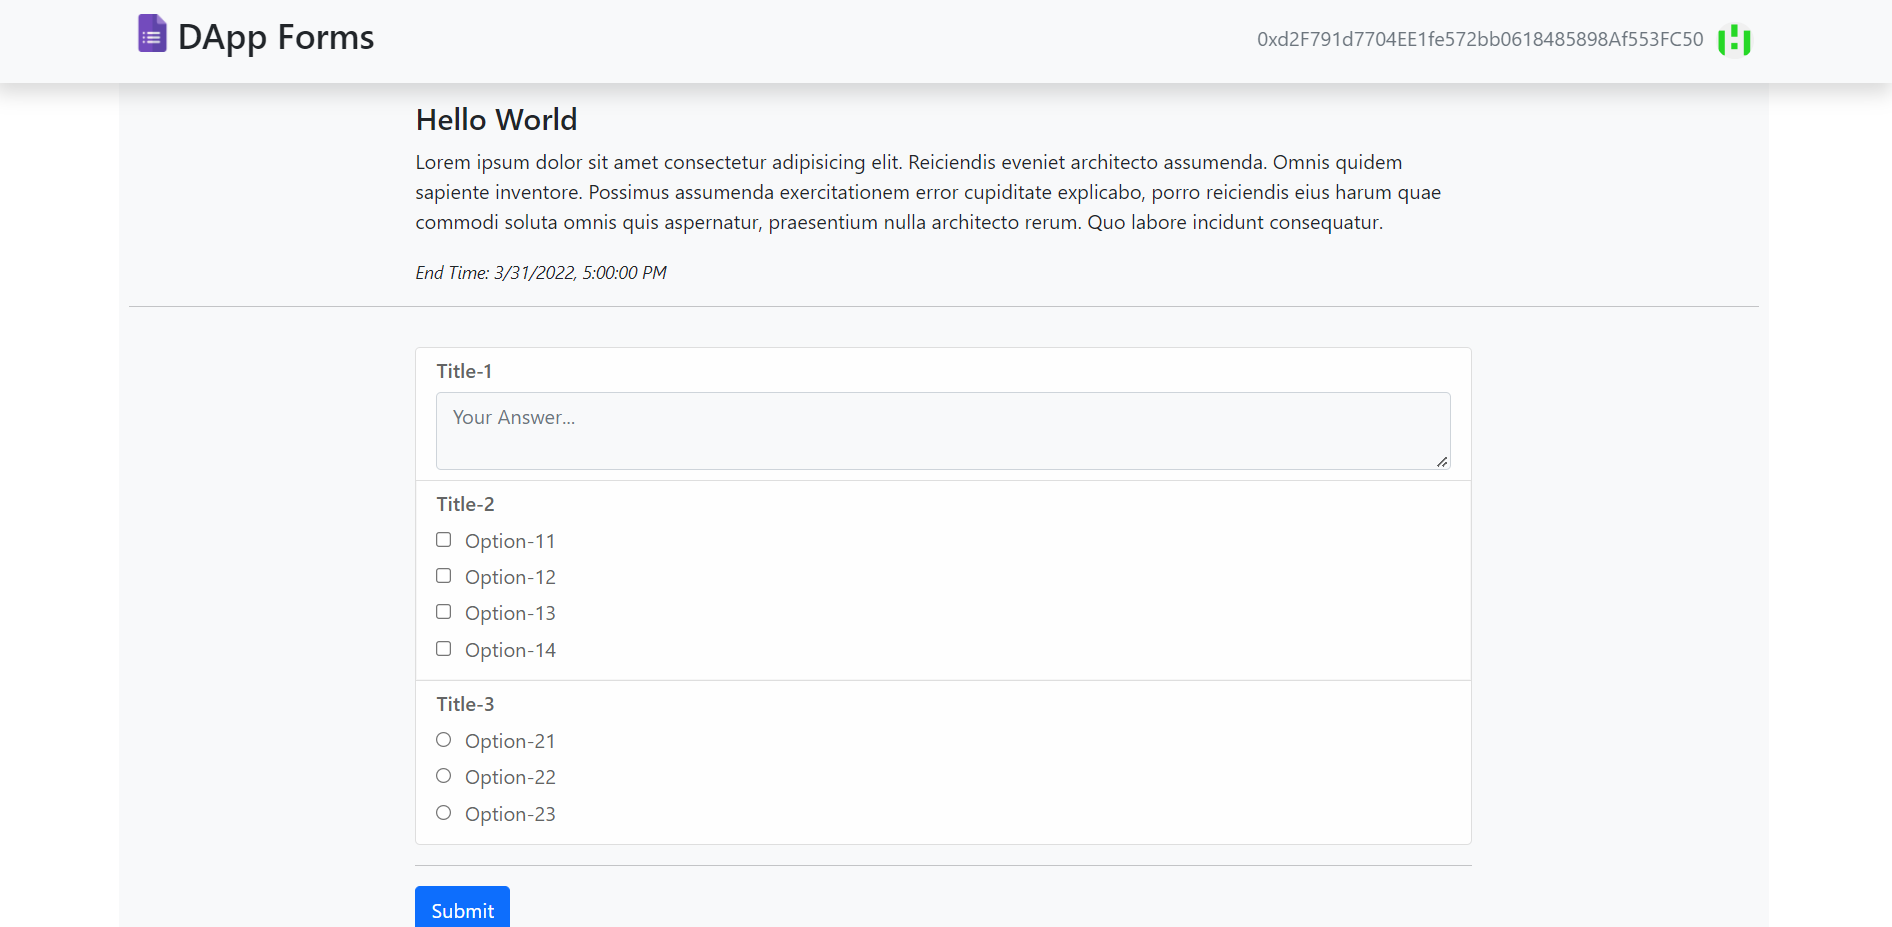 DApp Forms
0xd2F791d7704EE1fe572bb0618485898Af553FC50
Hello World
Lorem ipsum dolor sit amet consectetur adipisicing elit. Reiciendis eveniet architecto assumenda. Omnis quidem
sapiente inventore. Possimus assumenda exercitationem error cupiditate explicabo, porro reiciendis eius harum quae
commodi soluta omnis quis aspernatur, praesentium nulla architecto rerum. Quo labore incidunt consequatur.
End Time: 3/31/2022, 5:00:00 PM
Title-1
Your Answer...
Title-2
Option-11
Option-12
Option-13
Option-14
Title-3
Option-21
Option-22
Option-23
Submit